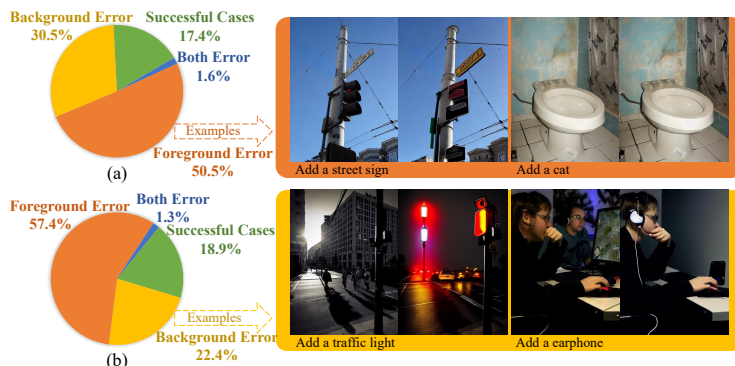 Background Error
30.5%
Successful Cases
17.4%
Both Error
1.6%
Examples
Foreground Error
50.5%
(a)
Add a street sign
Add a cat
Foreground Error
57.4%
Both Error
1.3%
Successful Cases
18.9%
Examples
Background Error
22.4%
(b)
Add a traffic light
Add a earphone